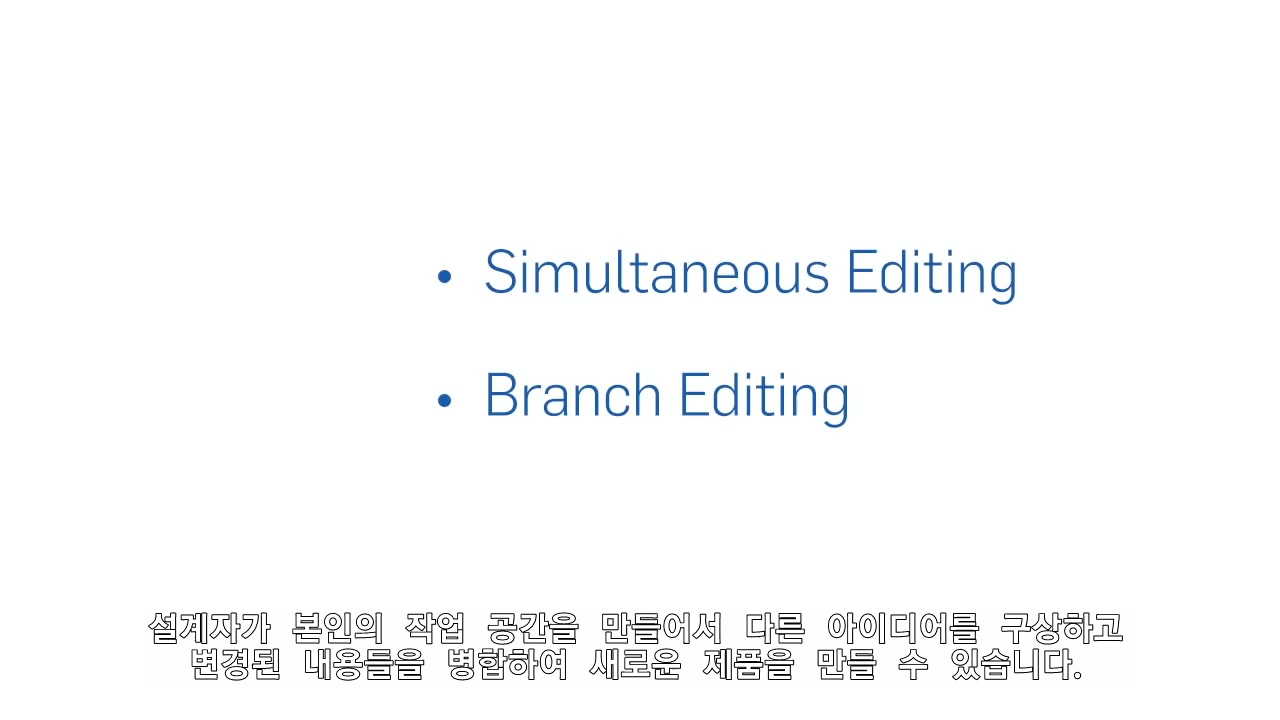 • Simultaneous Editing
• Branch Editing
설계자가 본인의 작업 공간을 만들어서 다른 아이디어를 구상하고
변경된 내용들을 병합하여 새로운 제품을 만들 수 있습니다.